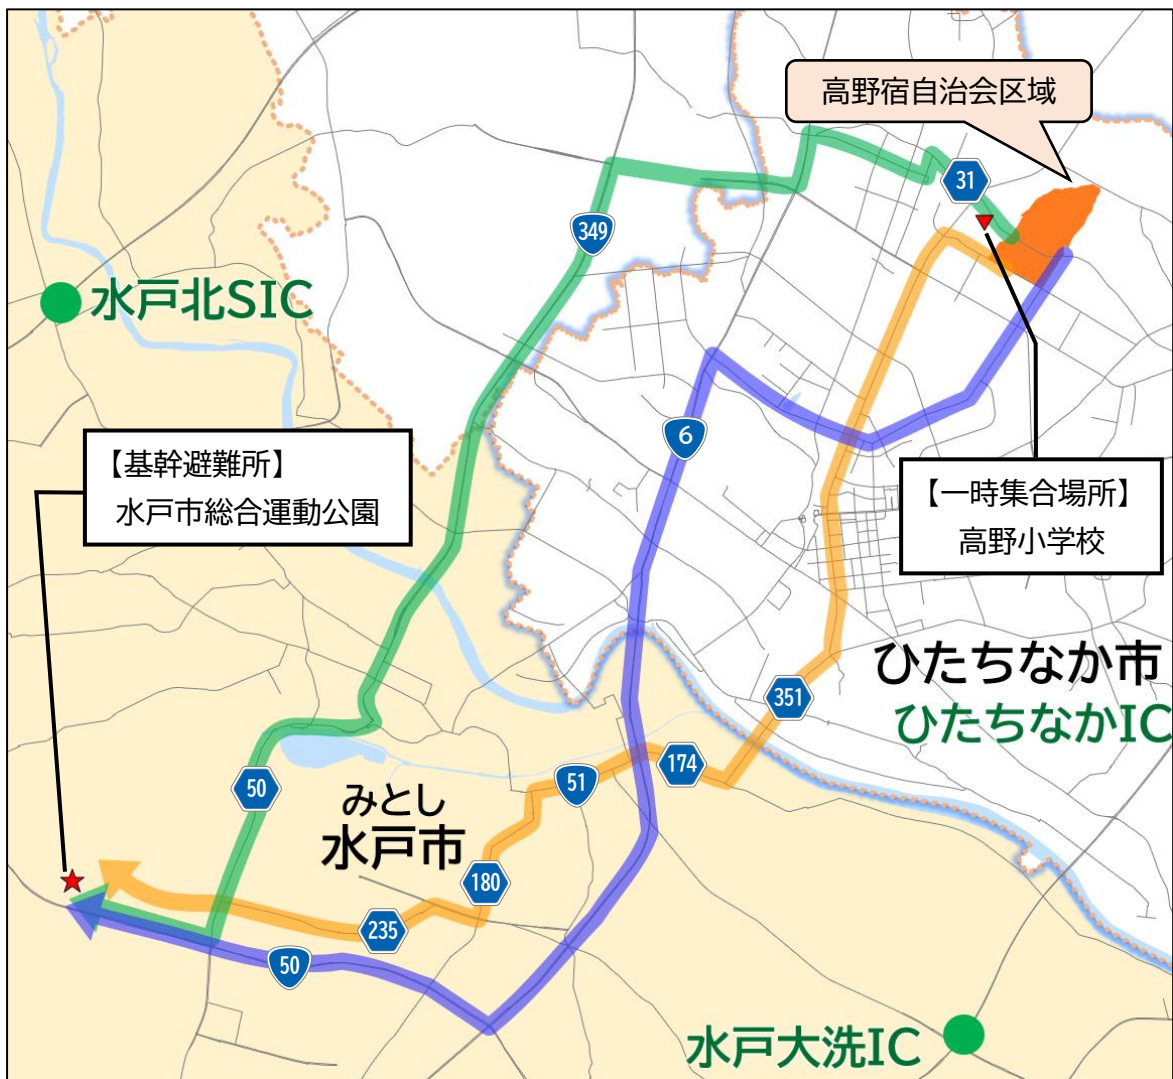 高野宿自治会区域
31
349
水戸北SIC
6
【基幹避難所】
水戸市総合運動公園
【一時集合場所】
高野小学校
ひたちなか市
ひたちなかIC
351
174
51
50
みとし
水戸市
180
235
50
水戸大洗IC